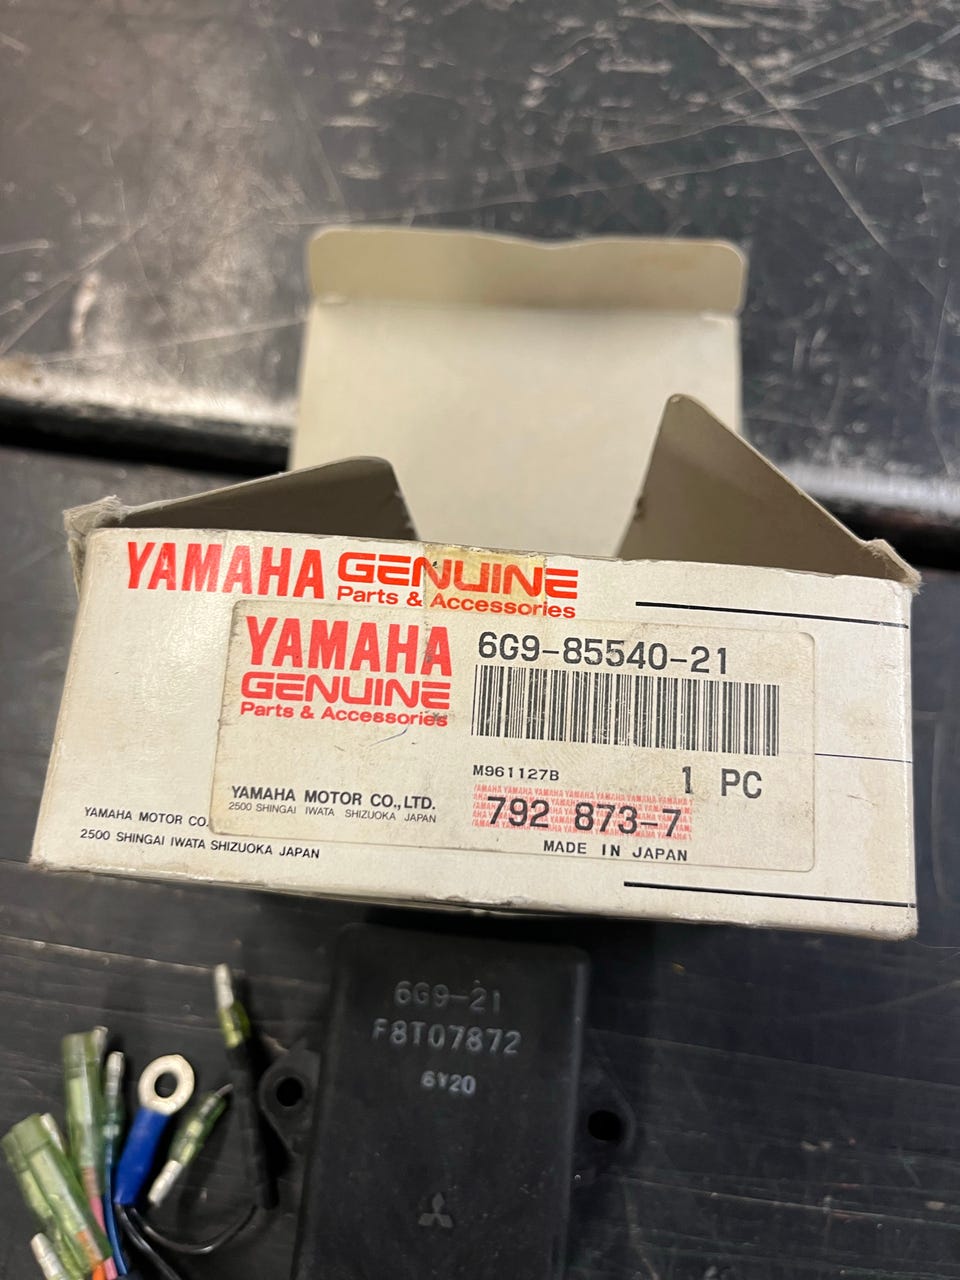 YAMAHA GENUINE
Parts & Accessories
YAMAHA
GENUINE
Parts & Accessories
6G9-85540-21
M961127B
1 PC
YAMAHA MOTOR CO.,LTD.
2500 SHINGAI IWATA SHIZUOKA JAPAN
792 873-7
MADE IN JAPAN
YAMAHA MOTOR CO.
2500 SHINGAI IWATA SHIZUOKA JAPAN
6G9-21
F8T07872
6Y20